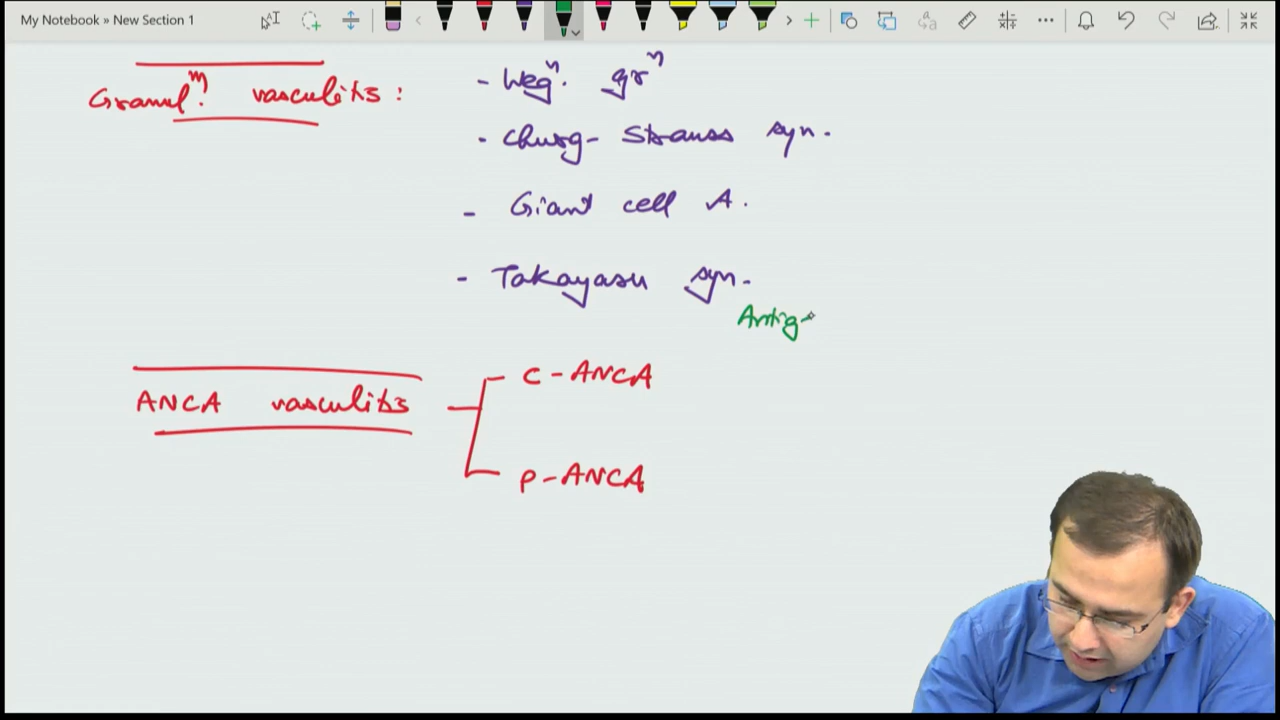 My Notebook » New Section 1
Granulᵐ. vasculitis :
- Wegⁿ. grⁿ
- Churg-Strauss syn.
- Giant cell A.
- Takayasu syn.
Antig-
ANCA vasculitis
C-ANCA
P-ANCA